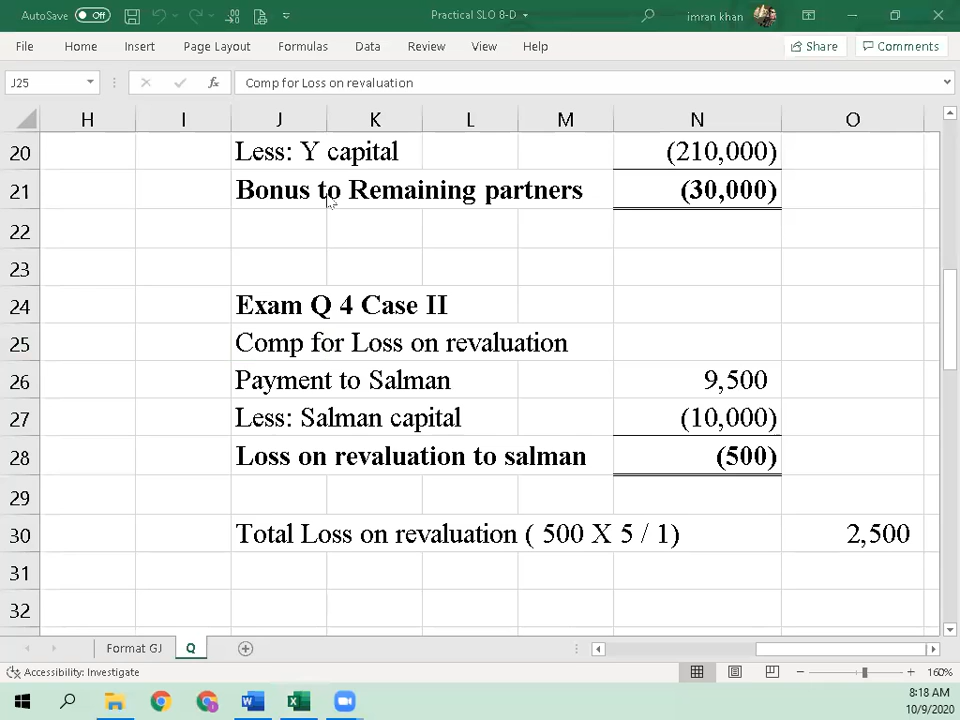 AutoSave Off Practical SLO 8-D imran khan
File Home Insert Page Layout Formulas Data Review View Help Share Comments
J25 fx Comp for Loss on revaluation
H I J K L M N O
20 Less: Y capital (210,000)
21 Bonus to Remaining partners (30,000)
22
23
24 Exam Q 4 Case II
25 Comp for Loss on revaluation
26 Payment to Salman 9,500
27 Less: Salman capital (10,000)
28 Loss on revaluation to salman (500)
29
30 Total Loss on revaluation ( 500 X 5 / 1) 2,500
31
32
Format GJ Q
Accessibility: Investigate 160%
8:18 AM
10/9/2020